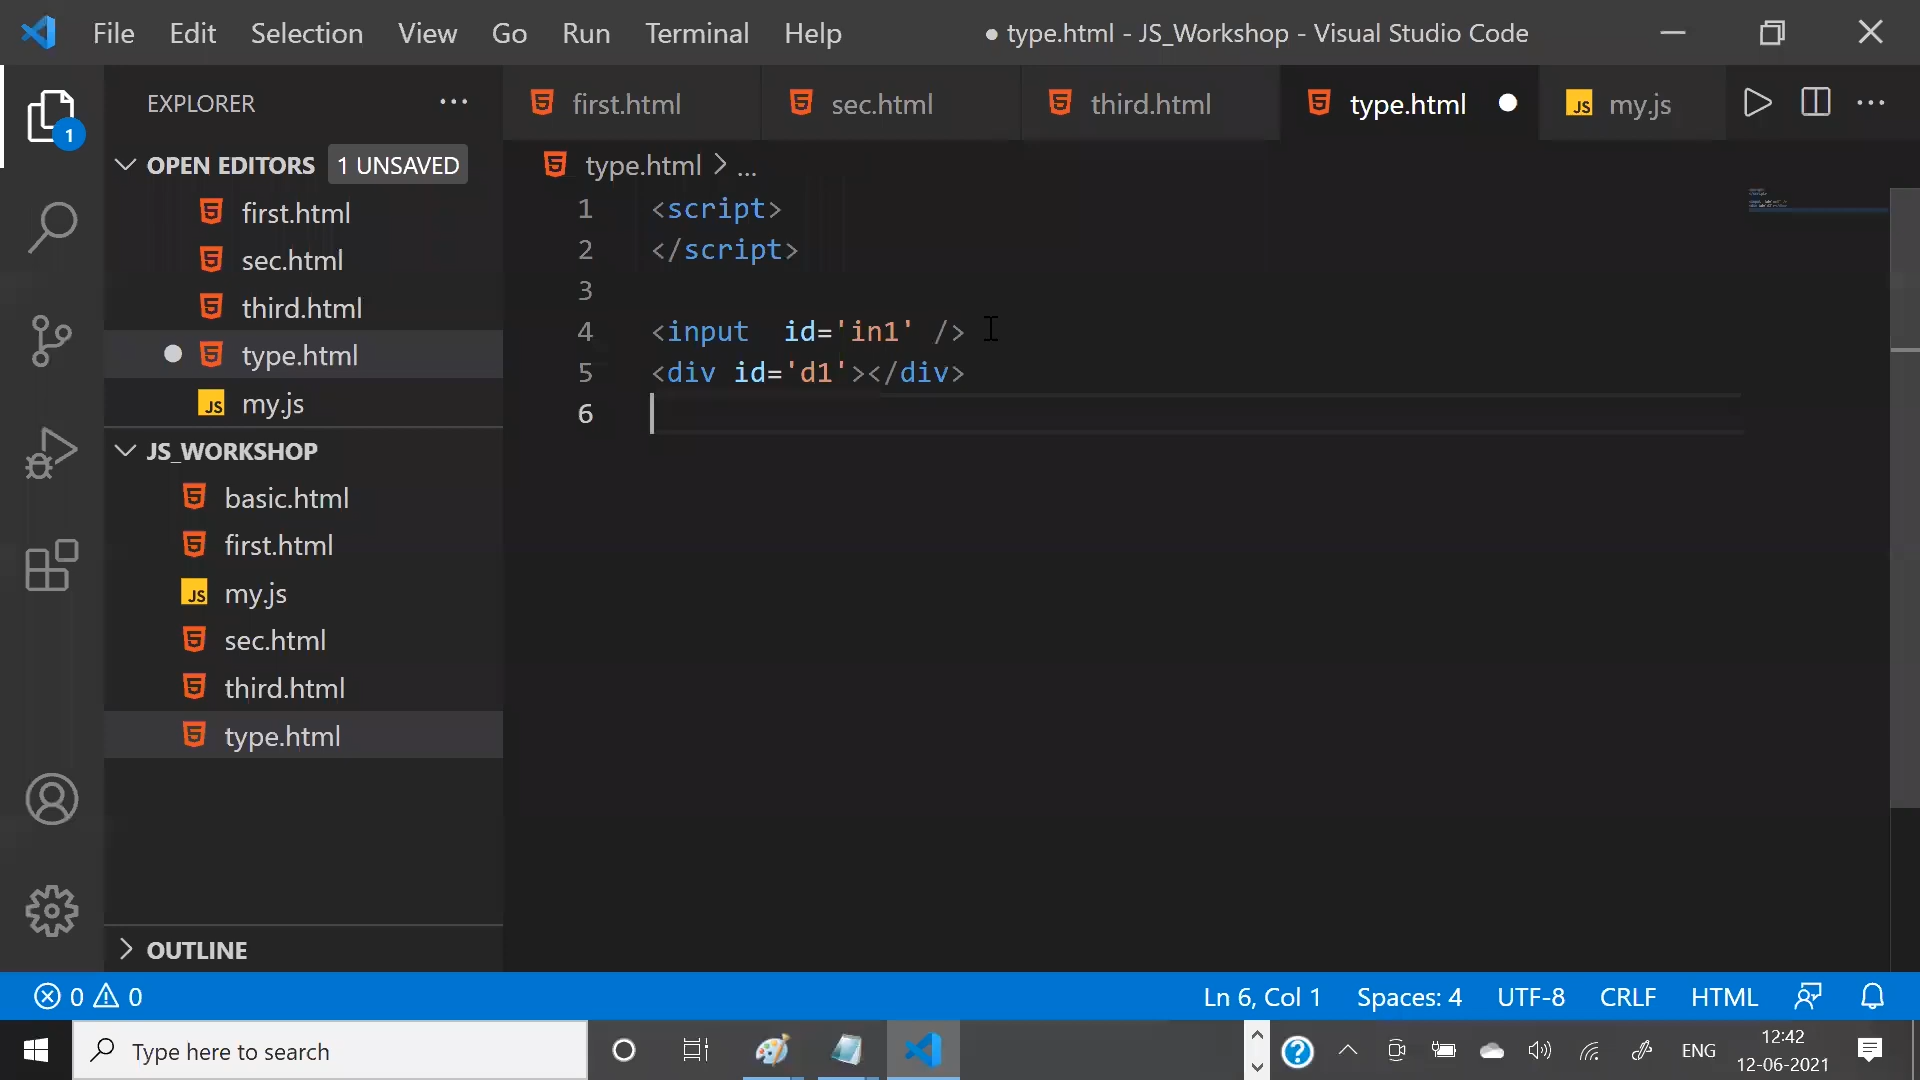 File Edit Selection View Go Run Terminal Help ● type.html - JS_Workshop - Visual Studio Code
EXPLORER ...
first.html sec.html third.html type.html ● JS my.js ...
1
OPEN EDITORS 1 UNSAVED
type.html > ...
first.html
sec.html
third.html
type.html
JS my.js
JS_WORKSHOP
basic.html
first.html
JS my.js
sec.html
third.html
type.html
OUTLINE
1 <script>
2 </script>
3
4 <input  id='in1' />
5 <div id='d1'></div>
6
0 0 Ln 6, Col 1 Spaces: 4 UTF-8 CRLF HTML
Type here to search ENG 12:42
12-06-2021